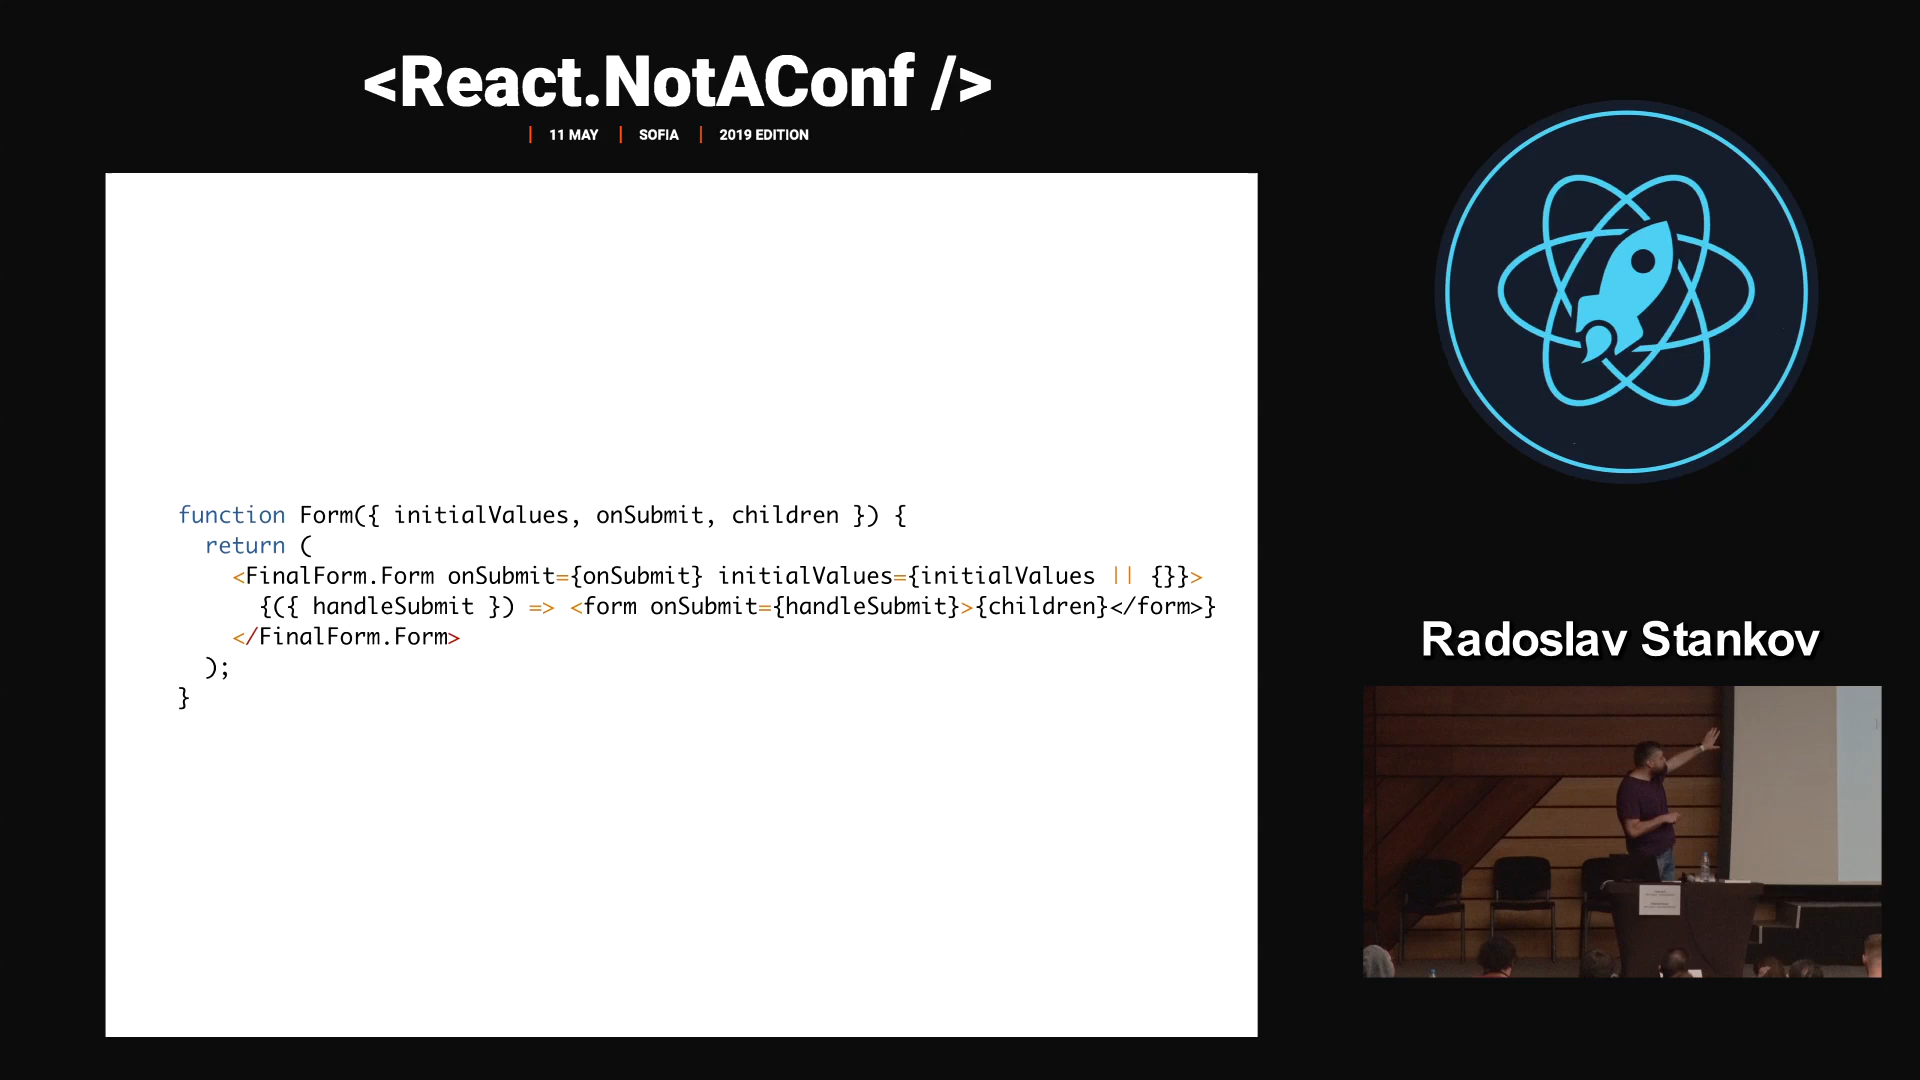 <React.NotAConf />
| 11 MAY | SOFIA | 2019 EDITION
function Form({ initialValues, onSubmit, children }) {
  return (
    <FinalForm.Form onSubmit={onSubmit} initialValues={initialValues || {}}>
      {({ handleSubmit }) => <form onSubmit={handleSubmit}>{children}</form>}
    </FinalForm.Form>
  );
}
Radoslav Stankov